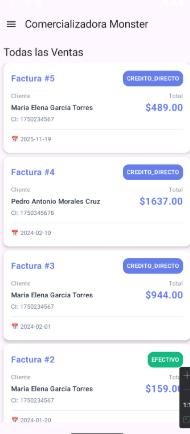 Comercializadora Monster
Todas las Ventas
Factura #5
CREDITO_DIRECTO
Cliente
Total
Maria Elena Garcia Torres
$489.00
CI: 1750234567
2025-11-19
Factura #4
CREDITO_DIRECTO
Cliente
Total
Pedro Antonio Morales Cruz
$1637.00
CI: 1750345678
2024-02-10
Factura #3
CREDITO_DIRECTO
Cliente
Total
Maria Elena Garcia Torres
$944.00
CI: 1750234567
2024-02-01
Factura #2
EFECTIVO
Cliente
Maria Elena Garcia Torres
$159.0
CI: 1750234567
2024-01-20